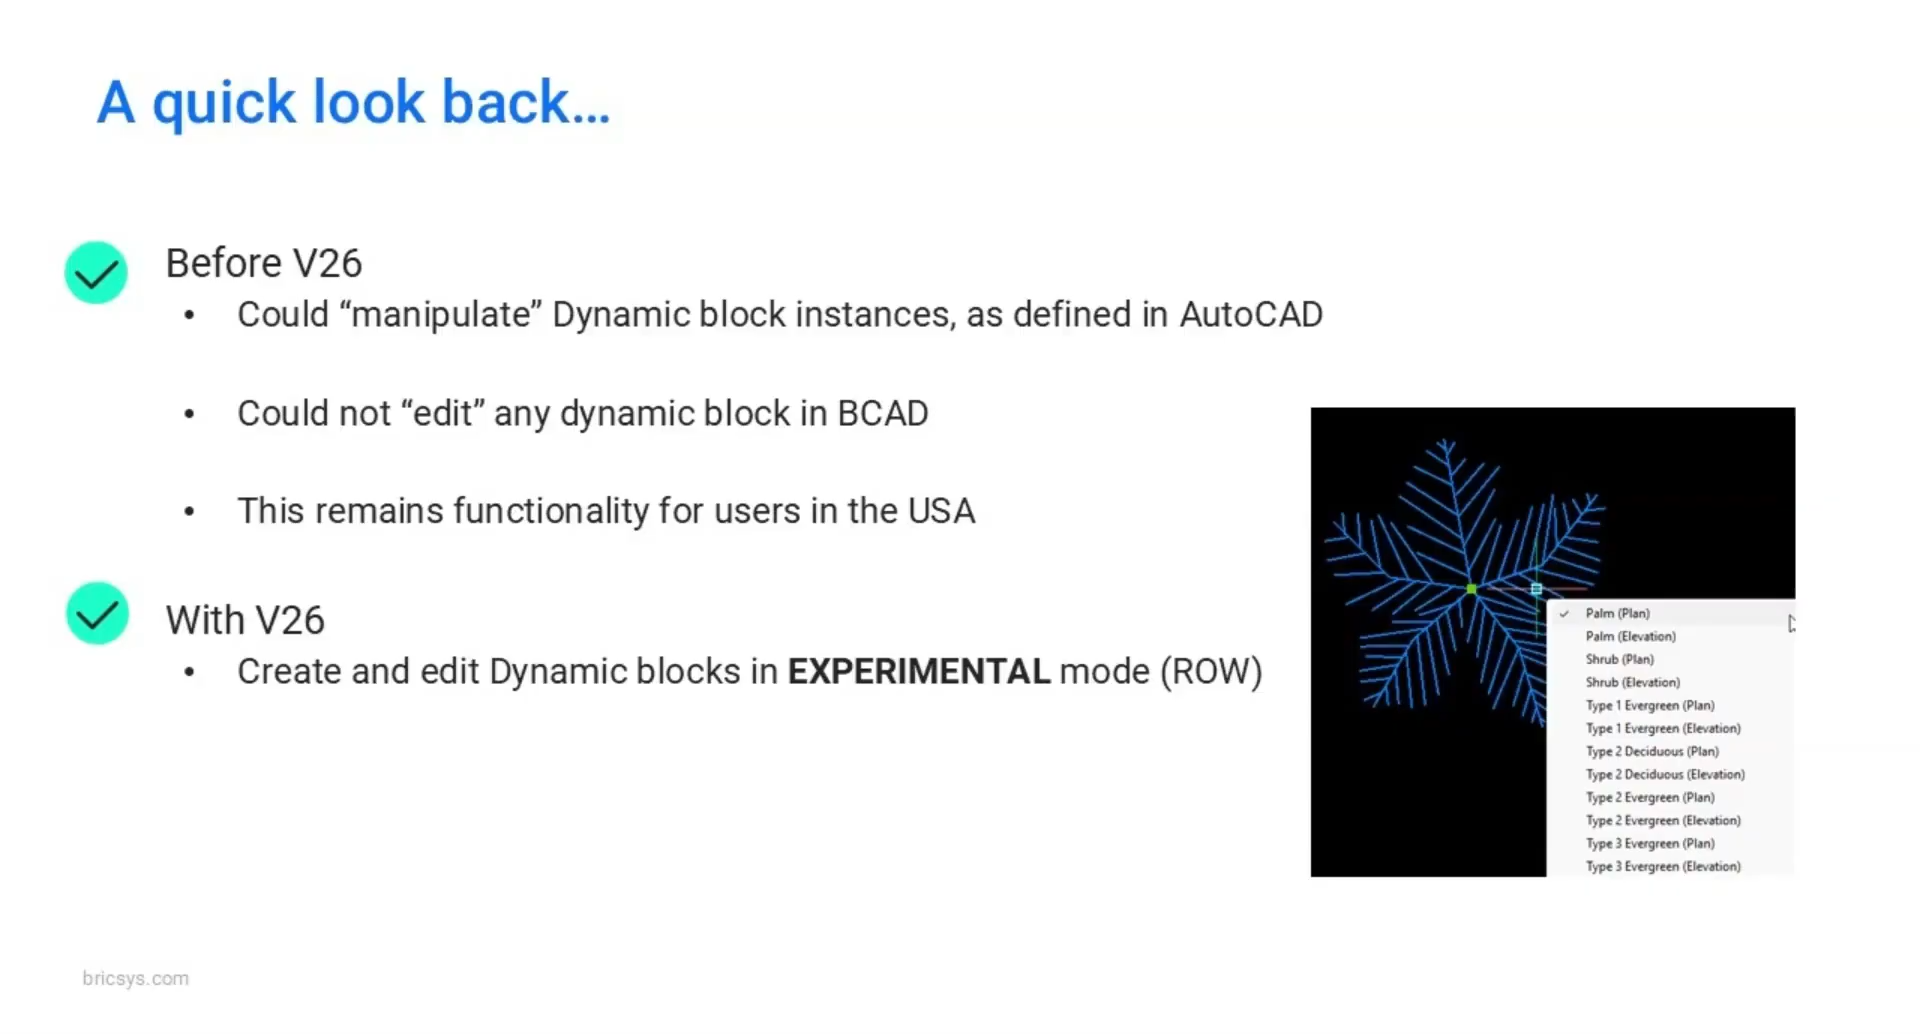 A quick look back...
Before V26
• Could “manipulate” Dynamic block instances, as defined in AutoCAD
• Could not “edit” any dynamic block in BCAD
• This remains functionality for users in the USA
With V26
• Create and edit Dynamic blocks in EXPERIMENTAL mode (ROW)
Palm (Plan)
Palm (Elevation)
Shrub (Plan)
Shrub (Elevation)
Type 1 Evergreen (Plan)
Type 1 Evergreen (Elevation)
Type 2 Deciduous (Plan)
Type 2 Deciduous (Elevation)
Type 2 Evergreen (Plan)
Type 2 Evergreen (Elevation)
Type 3 Evergreen (Plan)
Type 3 Evergreen (Elevation)
bricsys.com